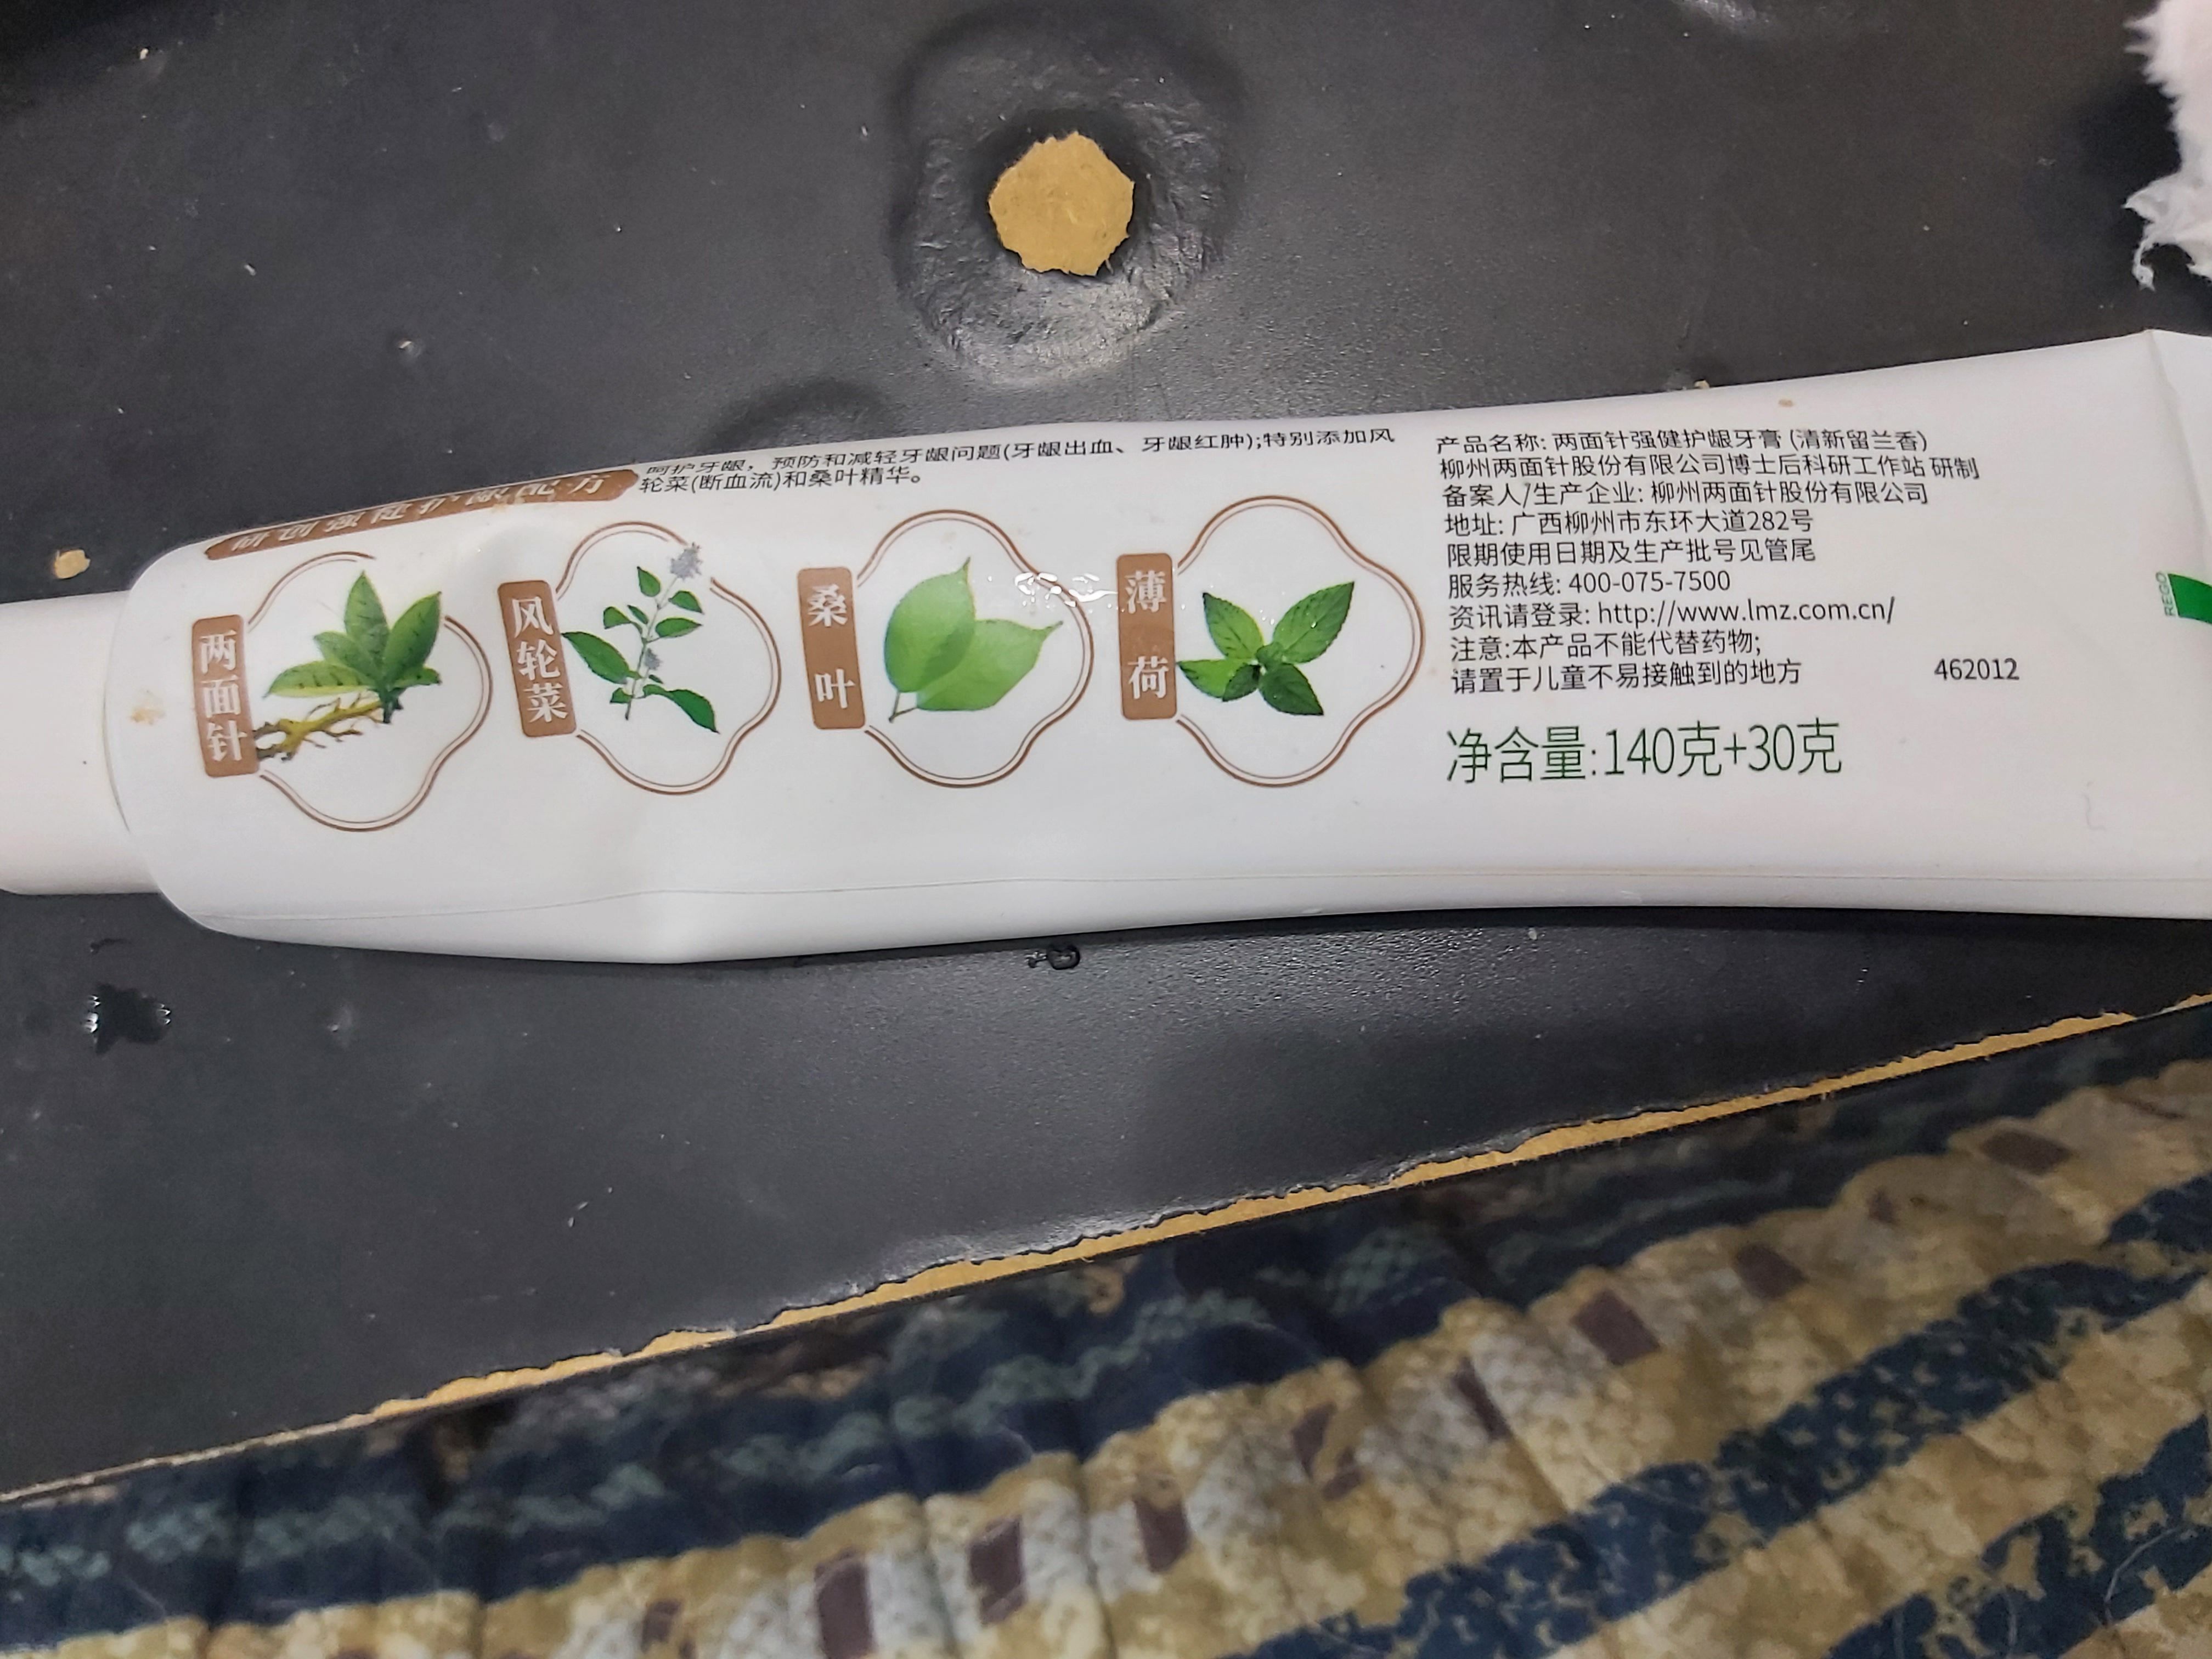 研创强健护龈配方
呵护牙龈，预防和减轻牙龈问题(牙龈出血、牙龈红肿);特别添加风
轮菜(断血流)和桑叶精华。
两面针
风轮菜
桑叶
薄荷
产品名称: 两面针强健护龈牙膏 (清新留兰香)
柳州两面针股份有限公司博士后科研工作站 研制
备案人/生产企业: 柳州两面针股份有限公司
地址: 广西柳州市东环大道282号
限期使用日期及生产批号见管尾
服务热线: 400-075-7500
资讯请登录: http://www.lmz.com.cn/
注意:本产品不能代替药物;
请置于儿童不易接触到的地方
462012
净含量:140克+30克
REGO